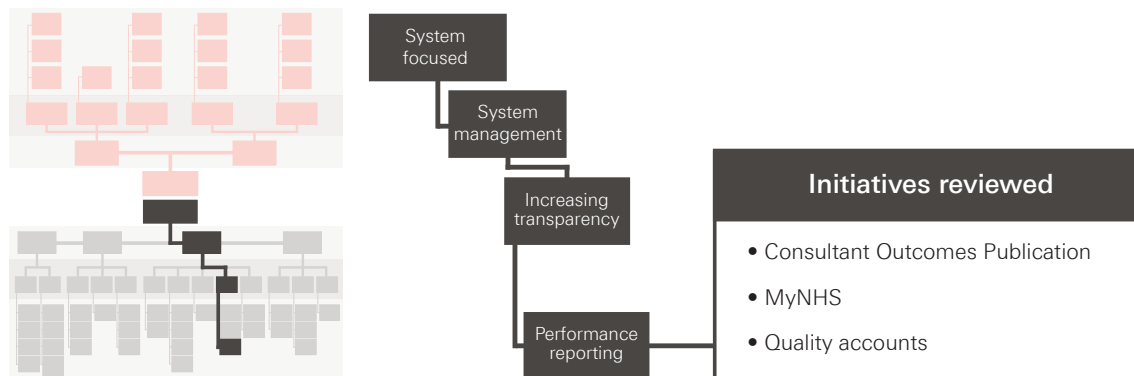 System
focused
System
management
Increasing
transparency
Performance
reporting
Initiatives reviewed
• Consultant Outcomes Publication
• MyNHS
• Quality accounts